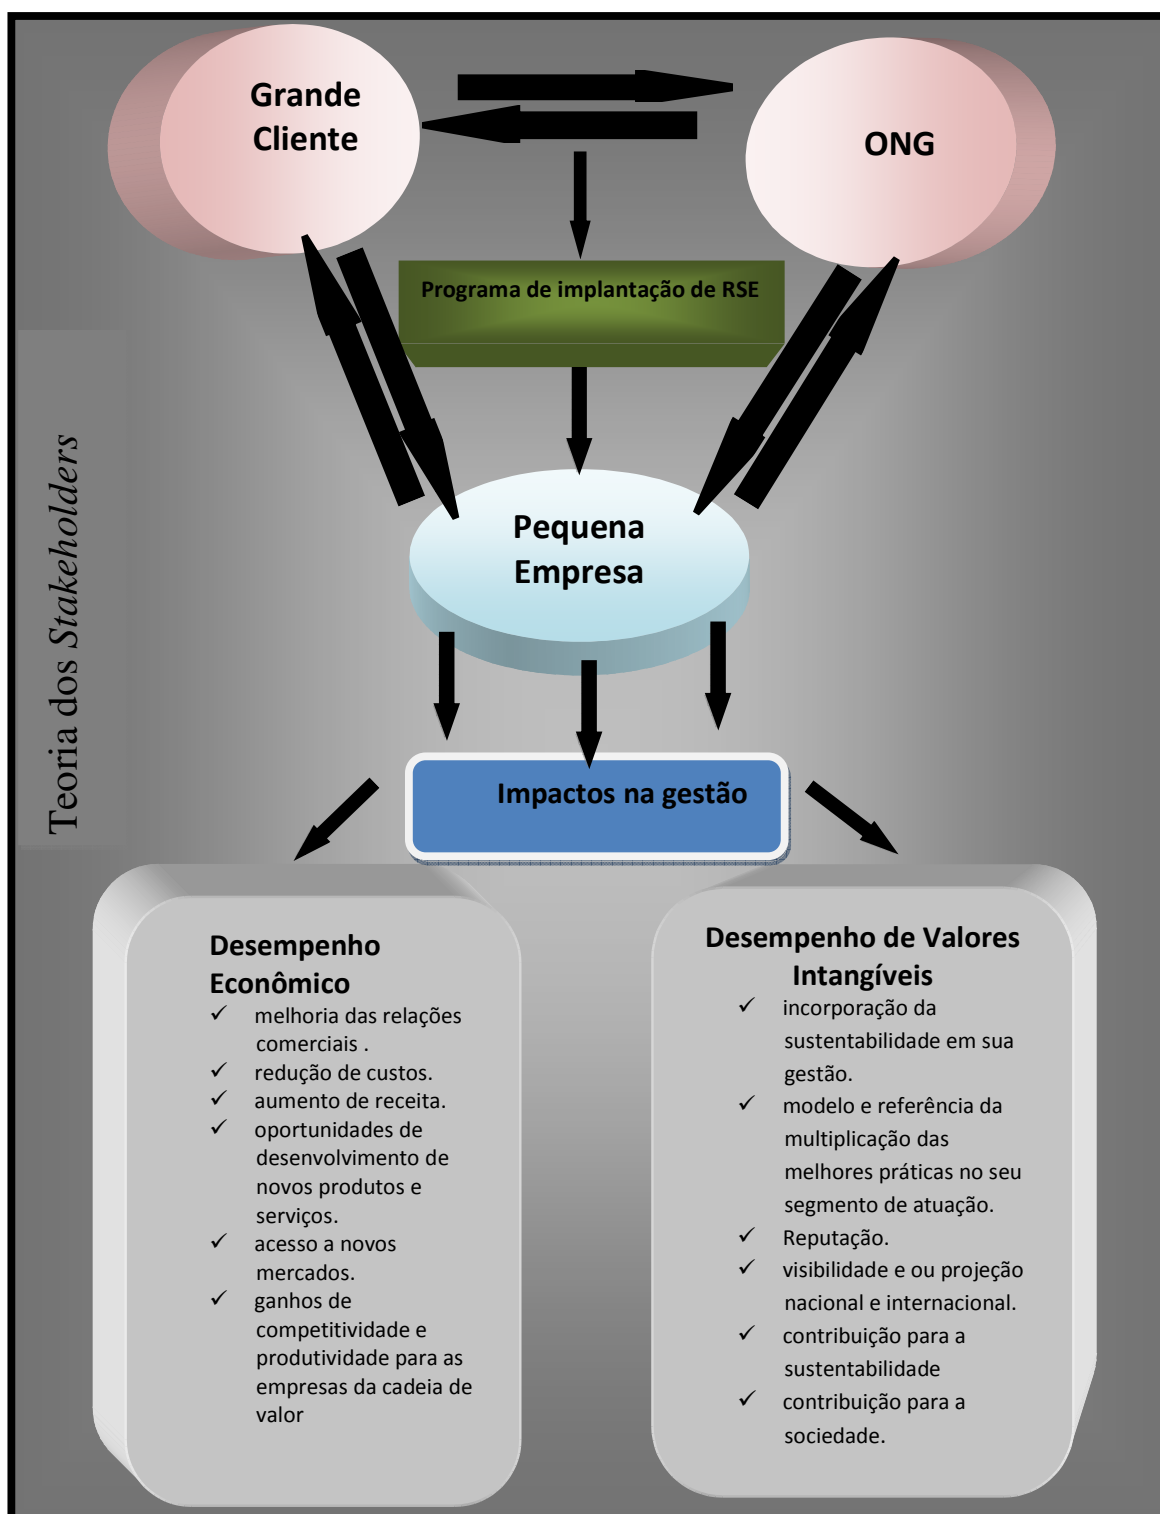 Grande
Cliente
ONG
Programa de implantação de RSE
Teoria dos Stakeholders
Pequena
Empresa
Impactos na gestão
Desempenho
Econômico
✓ melhoria das relações
comerciais .
✓ redução de custos.
✓ aumento de receita.
✓ oportunidades de
desenvolvimento de
novos produtos e
serviços.
✓ acesso a novos
mercados.
✓ ganhos de
competitividade e
produtividade para as
empresas da cadeia de
valor
Desempenho de Valores
Intangíveis
✓ incorporação da
sustentabilidade em sua
gestão.
✓ modelo e referência da
multiplicação das
melhores práticas no seu
segmento de atuação.
✓ Reputação.
✓ visibilidade e ou projeção
nacional e internacional.
✓ contribuição para a
sustentabilidade
✓ contribuição para a
sociedade.